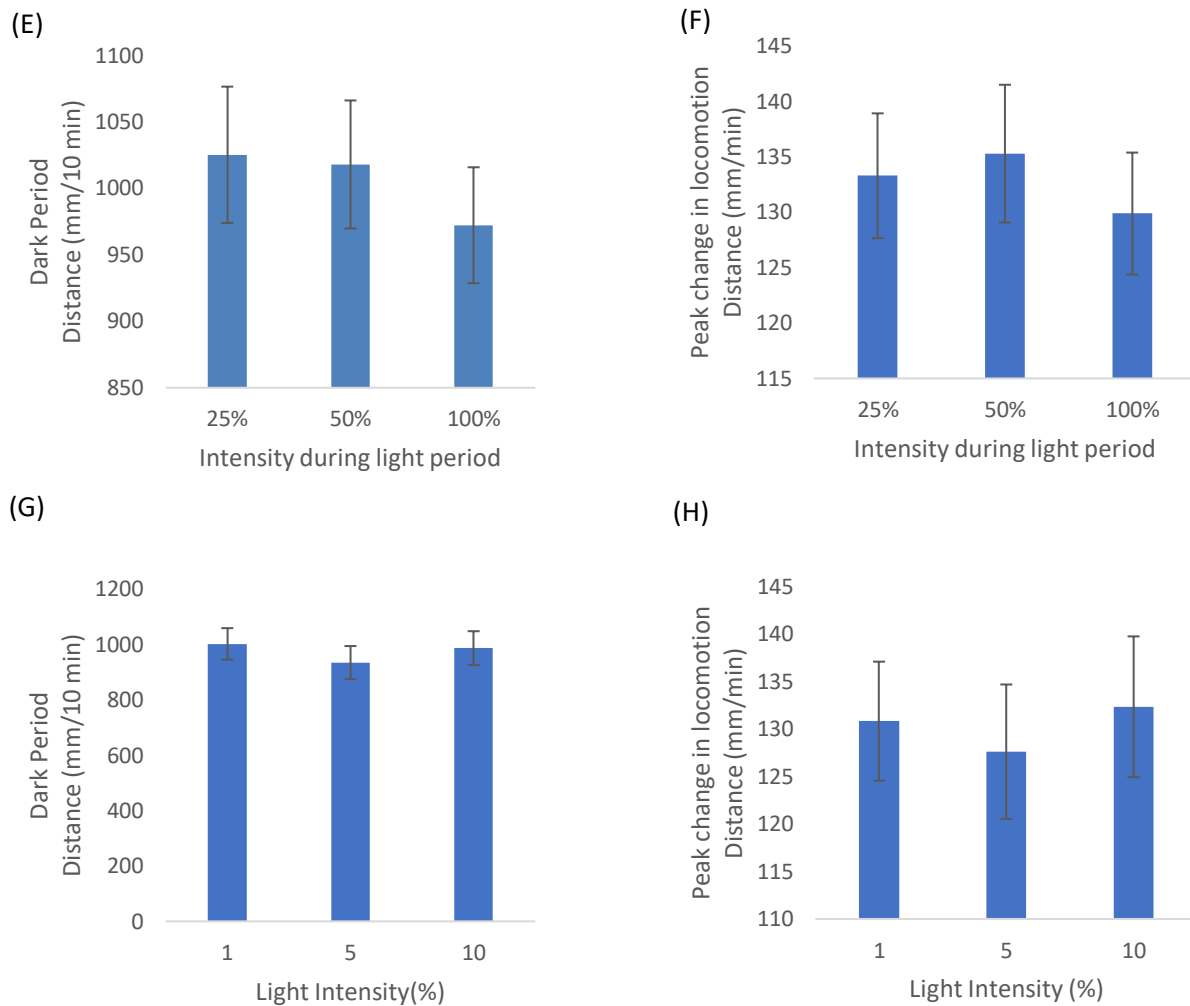 (E)
1100
1050
1000
950
900
850
Dark Period
Distance (mm/10 min)
25%
50%
100%
Intensity during light period
(F)
145
140
135
130
125
120
115
Peak change in locomotion
Distance (mm/min)
25%
50%
100%
Intensity during light period
(G)
1200
1000
800
600
400
200
0
Dark Period
Distance (mm/10 min)
1
5
10
Light Intensity(%)
(H)
145
140
135
130
125
120
115
110
Peak change in locomotion
Distance (mm/min)
1
5
10
Light Intensity (%)